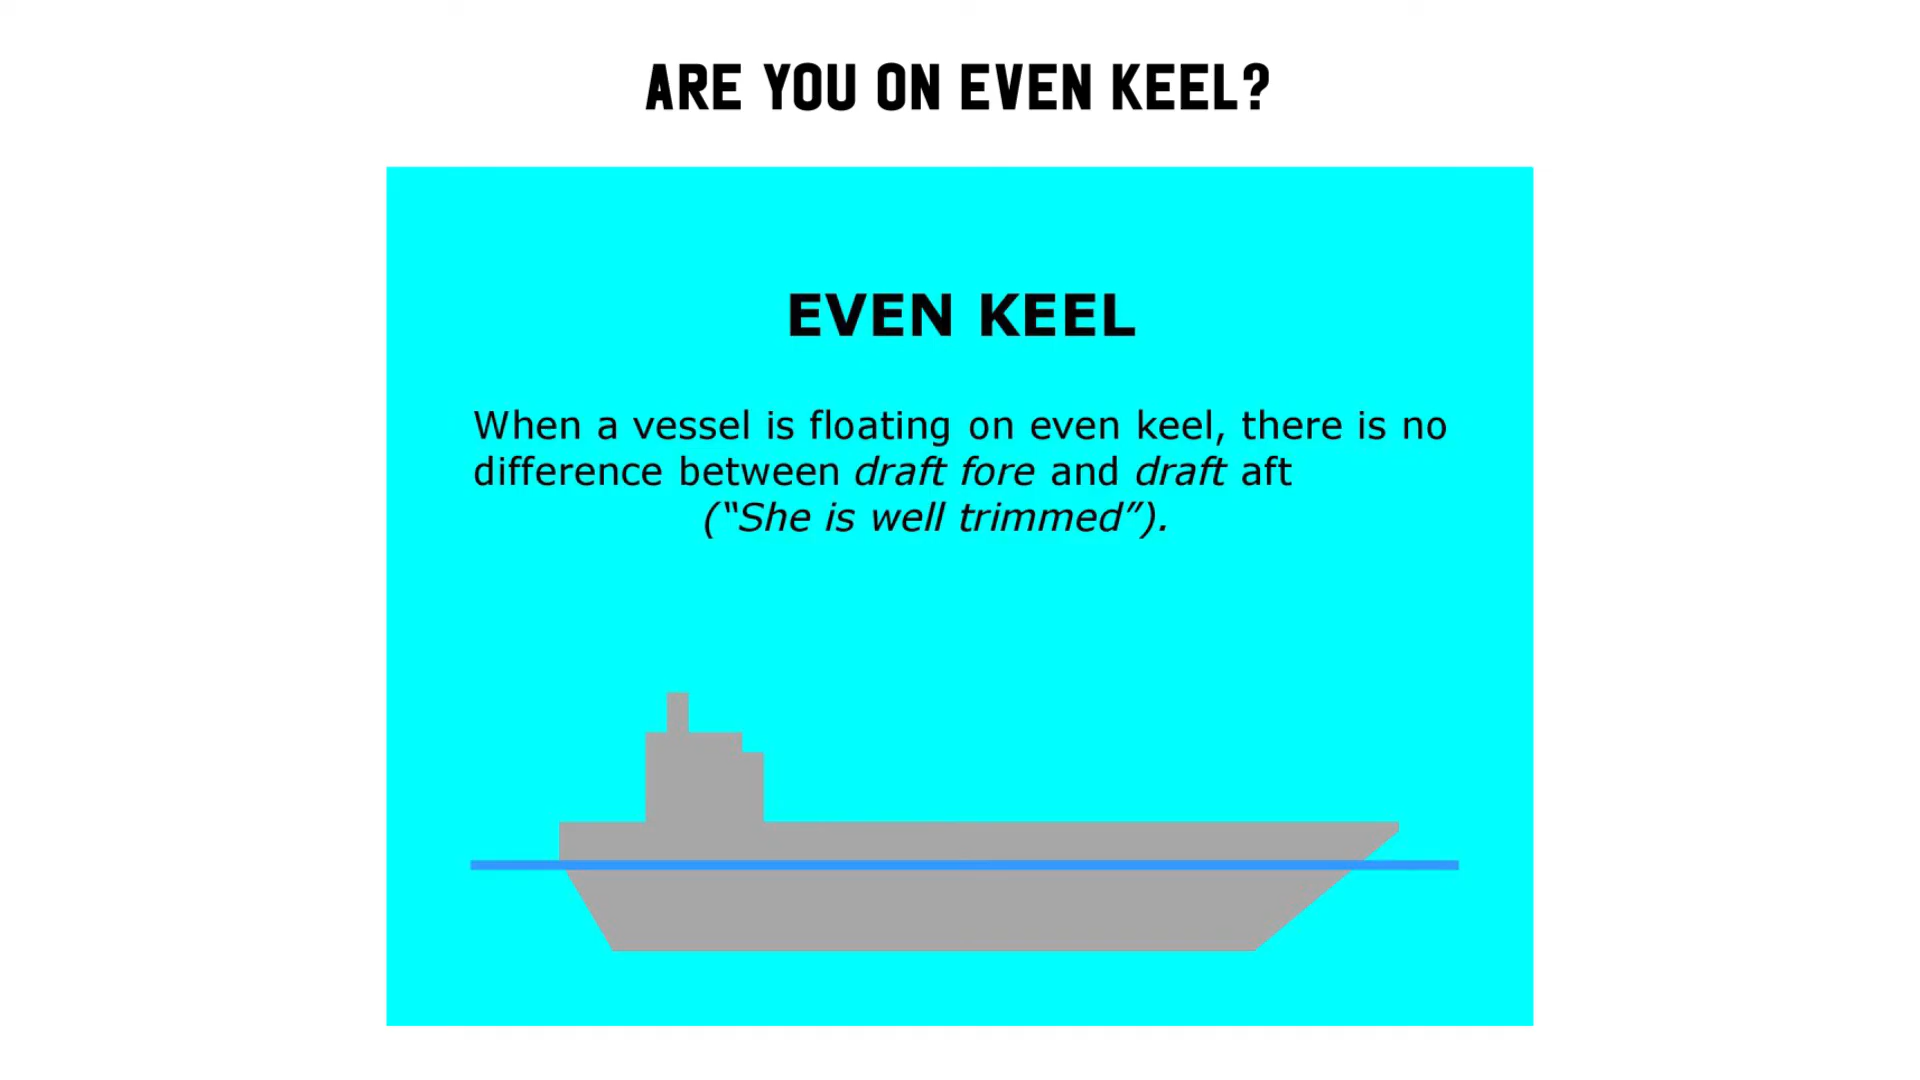 ARE YOU ON EVEN KEEL?
EVEN KEEL
When a vessel is floating on even keel, there is no
difference between draft fore and draft aft
(“She is well trimmed”).